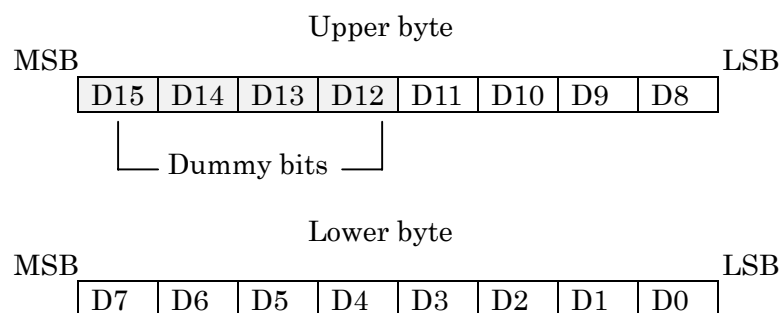 Upper byte
MSB LSB
D15 D14 D13 D12 D11 D10 D9 D8
Dummy bits
Lower byte
MSB LSB
D7 D6 D5 D4 D3 D2 D1 D0